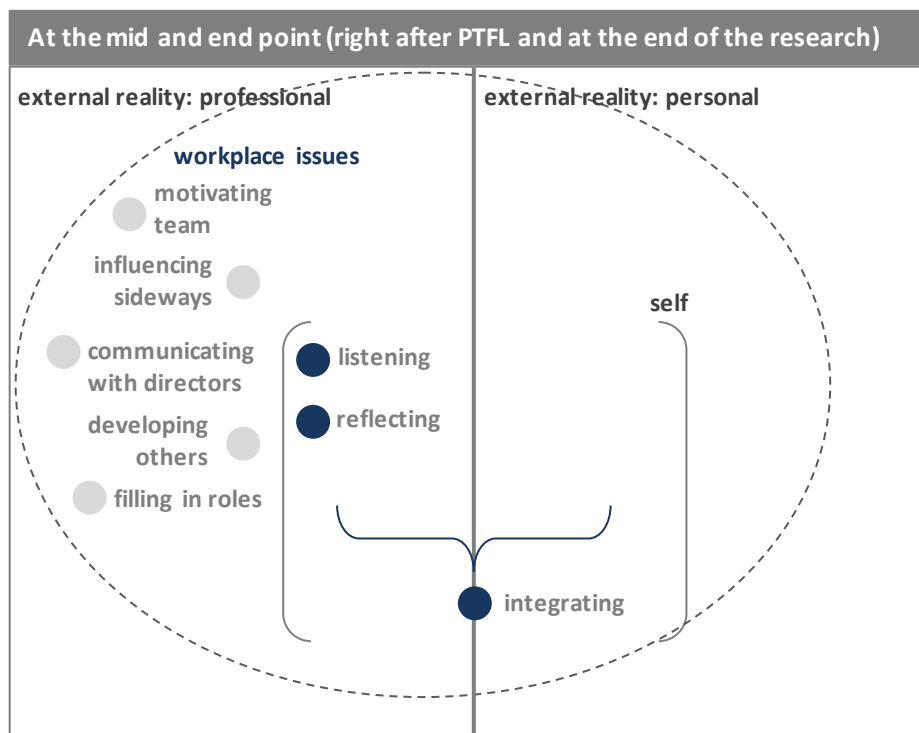 At the mid and end point (right after PTFL and at the end of the research)
external reality: professional
external reality: personal
workplace issues
motivating
team
influencing
sideways
self
communicating
with directors
listening
developing
others
reflecting
filling in roles
integrating